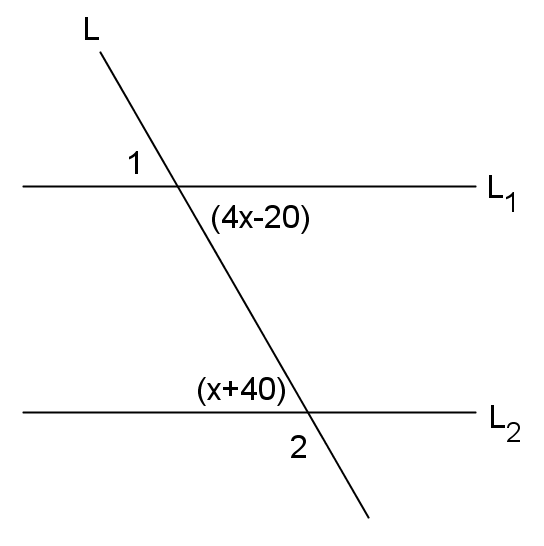 L
1
L₁
(4x-20)
(x+40)
L₂
2